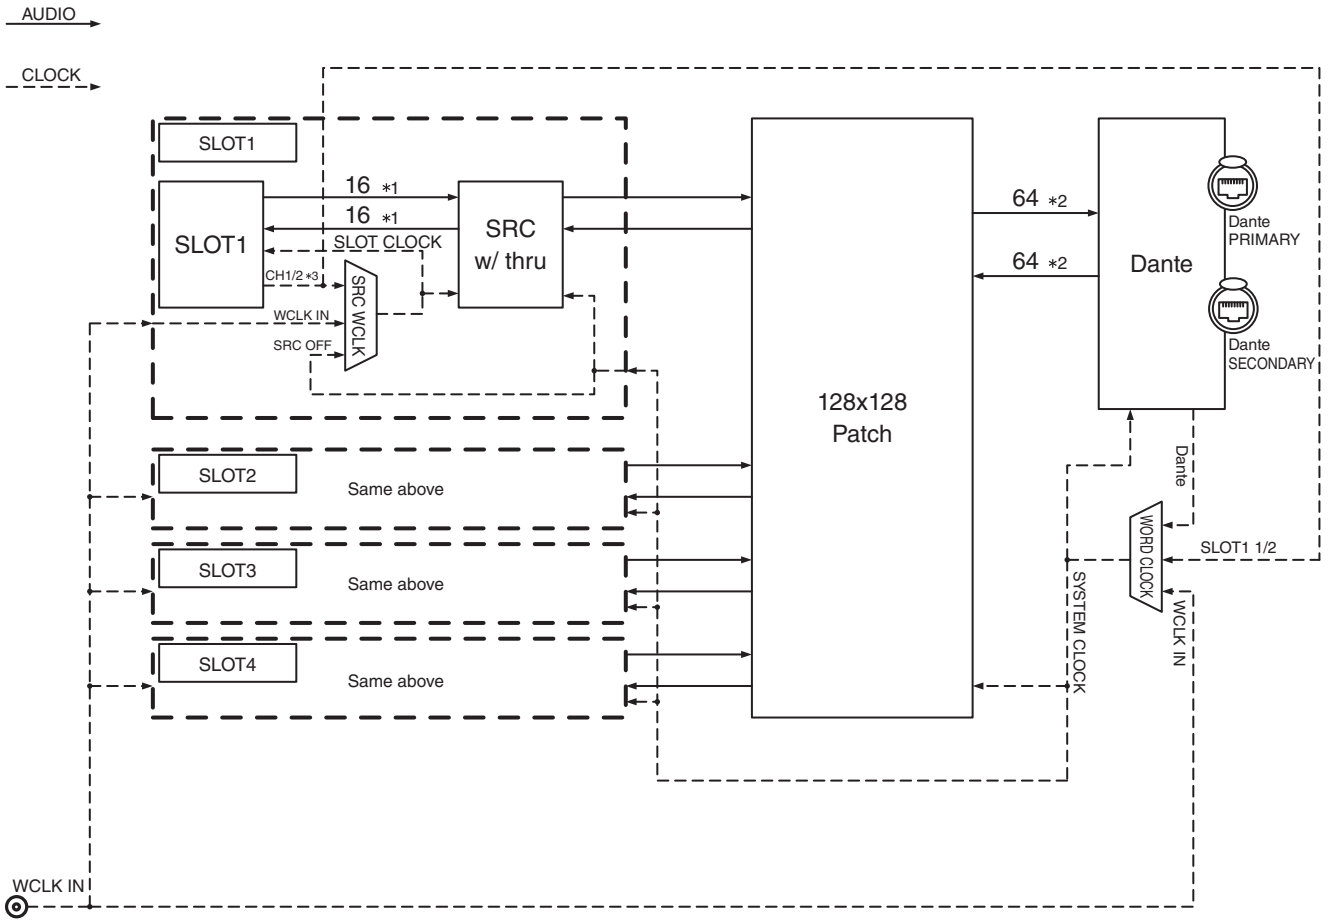 AUDIO
CLOCK
SLOT1
16 *1
16 *1
SLOT CLOCK
SLOT1
CH1/2 *3
WCLK IN
SRC OFF
SRC WCLK
SRC
w/ thru
SLOT2
Same above
SLOT3
Same above
SLOT4
Same above
128x128
Patch
64 *2
64 *2
Dante
Dante
PRIMARY
Dante
SECONDARY
Dante
WORD CLOCK
SLOT1 1/2
WCLK IN
SYSTEM CLOCK
WCLK IN